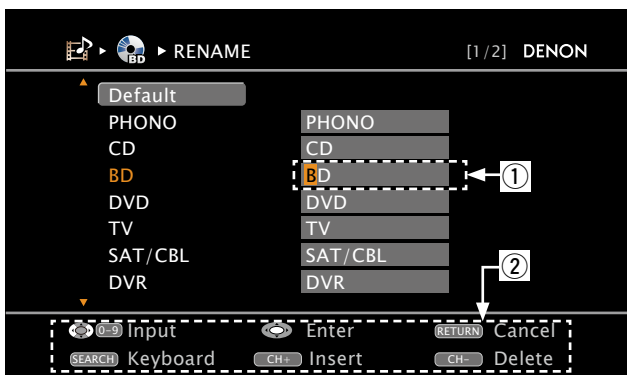 BD ▸ RENAME [1/2] DENON
Default
PHONO PHONO
CD CD
BD BD
DVD DVD
TV TV
SAT/CBL SAT/CBL
DVR DVR
① 
②
0-9 Input Enter RETURN Cancel
SEARCH Keyboard CH+ Insert CH- Delete